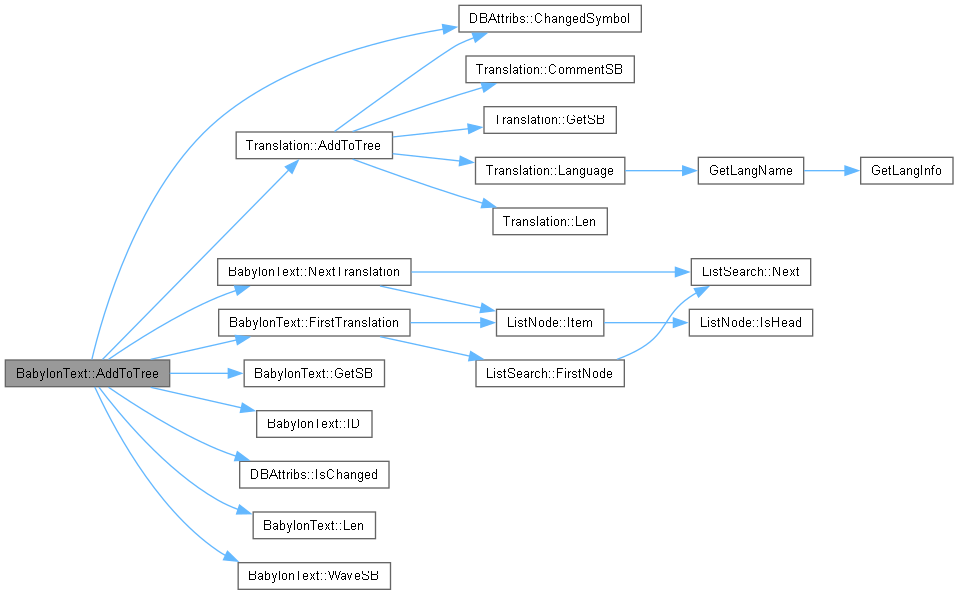 DBAttribs::ChangedSymbol
Translation::CommentSB
Translation::GetSB
Translation::AddToTree
Translation::Language
GetLangName
GetLangInfo
Translation::Len
BabylonText::NextTranslation
ListSearch::Next
BabylonText::FirstTranslation
ListNode::Item
ListNode::IsHead
BabylonText::AddToTree
BabylonText::GetSB
ListSearch::FirstNode
BabylonText::ID
DBAttribs::IsChanged
BabylonText::Len
BabylonText::WaveSB